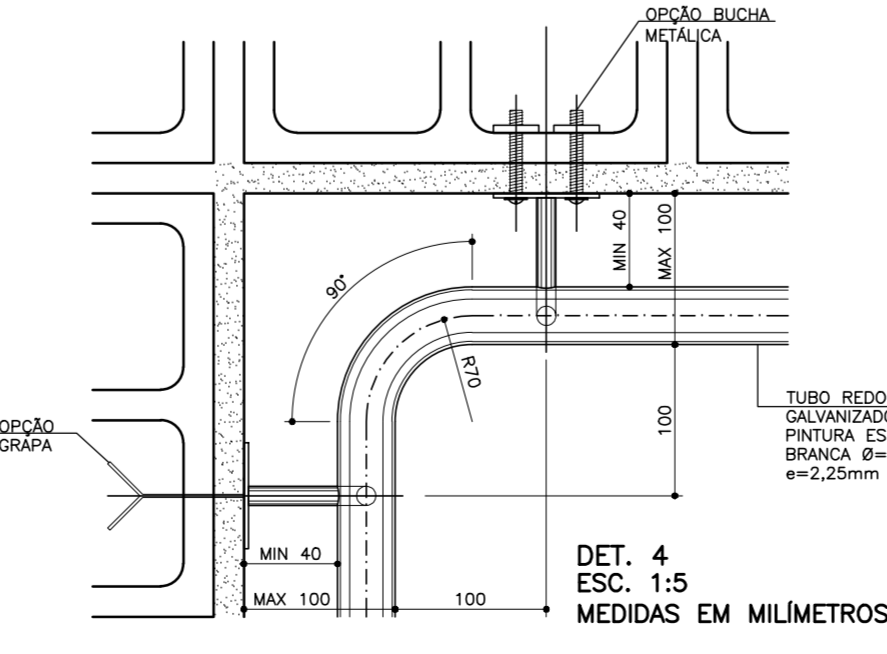 OPÇÃO BUCHA
METÁLICA
MIN 40
MAX 100
90°
R70
100
TUBO REDO
GALVANIZADO
PINTURA ES
BRANCA Ø=
e=2,25mm
OPÇÃO
GRAPA
MIN 40
MAX 100
100
DET. 4
ESC. 1:5
MEDIDAS EM MILÍMETROS